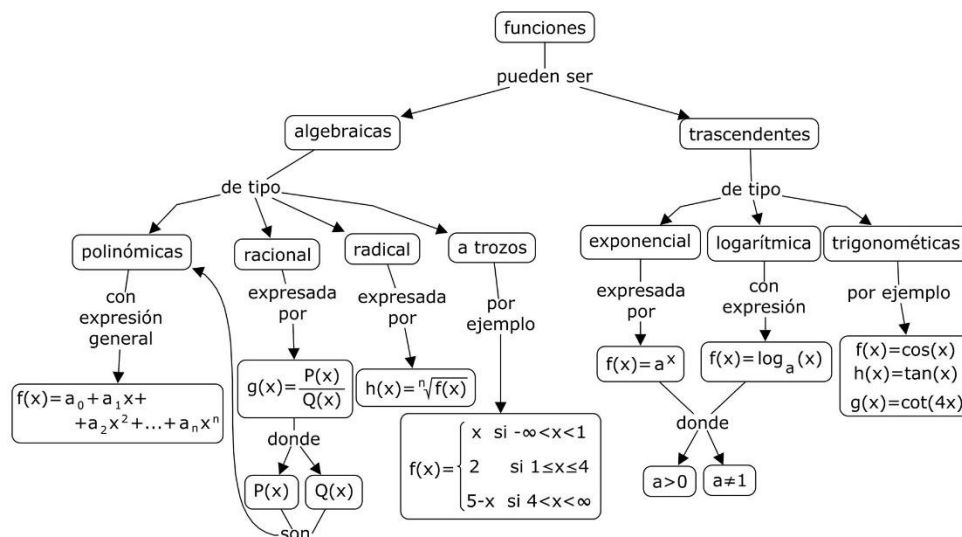 funciones
pueden ser
algebraicas
trascendentes
de tipo
de tipo
polinómicas
racional
radical
a trozos
exponencial
logarítmica
trigonométicas
con
expresión
general
expresada
por
expresada
por
por
ejemplo
expresada
por
con
expresión
por ejemplo
f(x)=a₀+a₁x+
+a₂x²+...+aₙxⁿ
g(x)=P(x)/Q(x)
h(x)=ⁿ√f(x)
f(x)=aˣ
f(x)=logₐ(x)
f(x)=cos(x)
h(x)=tan(x)
g(x)=cot(4x)
donde
P(x)
Q(x)
son
f(x)={
x si -∞<x<1
2 si 1≤x≤4
5-x si 4<x<∞
donde
a>0
a≠1